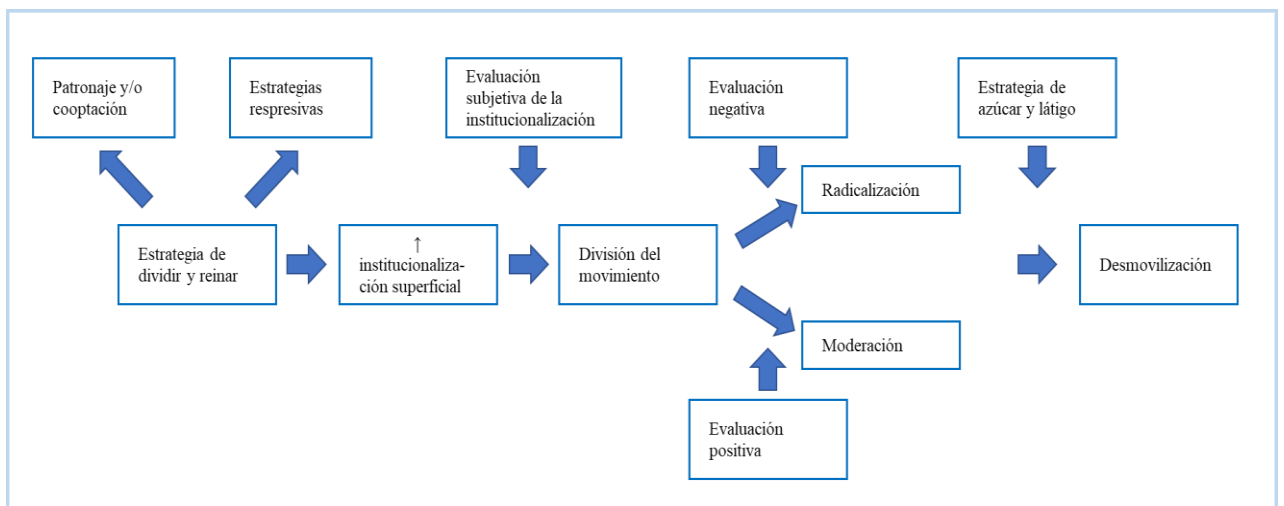 Patronaje y/o
cooptación
Estrategias
respresivas
Evaluación
subjetiva de la
institucionalización
Evaluación
negativa
Estrategia de
azúcar y látigo
Radicalización
Estrategia de
dividir y reinar
↑
institucionaliza-
ción superficial
División del
movimiento
Desmovilización
Moderación
Evaluación
positiva